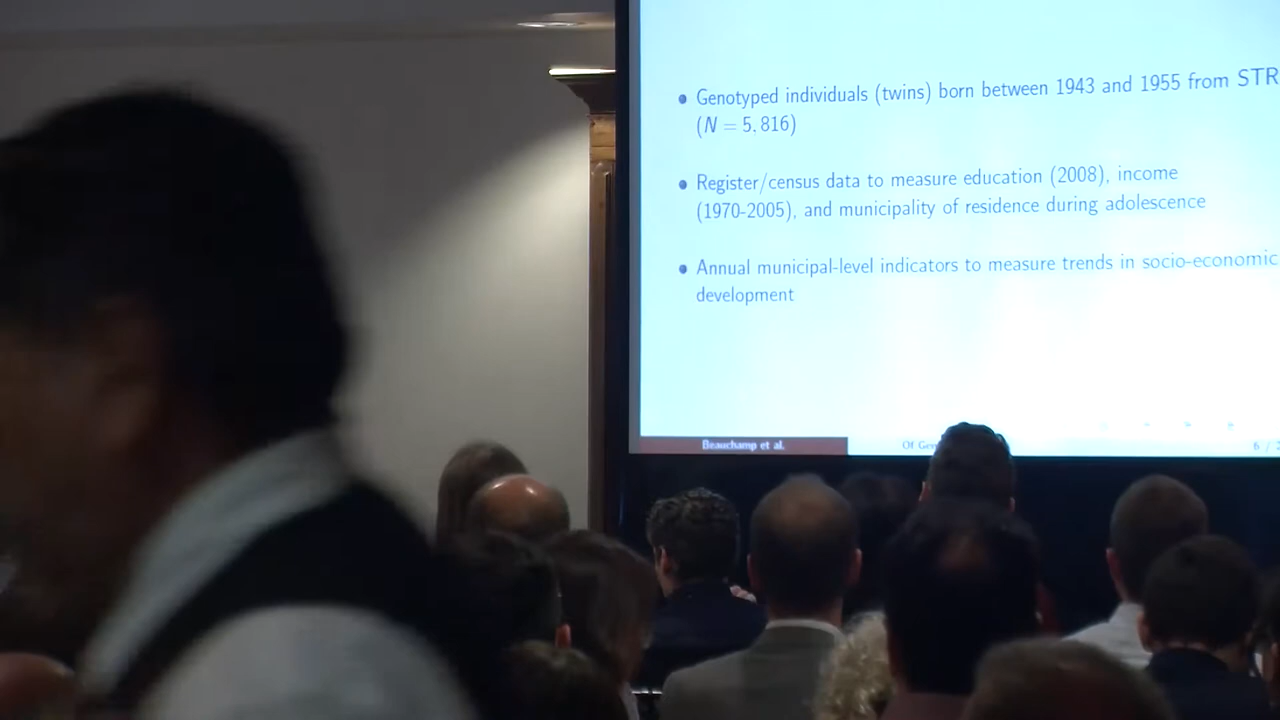 Genotyped individuals (twins) born between 1943 and 1955 from STR
(N = 5.816)
Register/census data to measure education (2008), income
(1970-2005), and municipality of residence during adolescence
Annual municipal-level indicators to measure trends in socio-economic
development
Beauchamp et al. Of 6 /